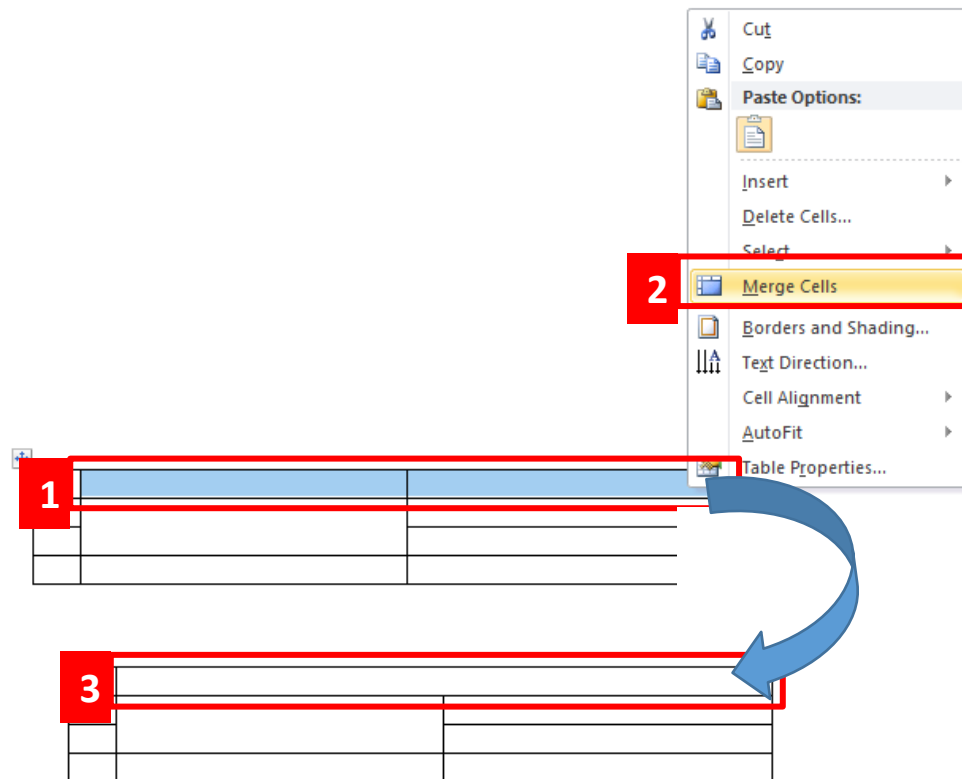 Cut
Copy
Paste Options:
Insert
Delete Cells...
Select
2
Merge Cells
Borders and Shading...
Text Direction...
Cell Alignment
AutoFit
Table Properties...
1
3